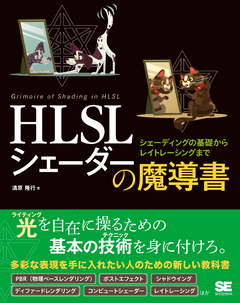 Grimoire of Shading in HLSL
HLSL
シェーダー
の魔導書
シェーディングの基礎から
レイトレーシングまで
清原 隆行 著
SE
SHOEISHA
ライティング
光を自在に操るための
テクニック
基本の技術を身に付けろ。
多彩な表現を手に入れたい人のための新しい教科書
PBR(物理ベースレンダリング)
ポストエフェクト
シャドウイング
ディファードレンダリング
コンピュートシェーダー
レイトレーシング
ほか